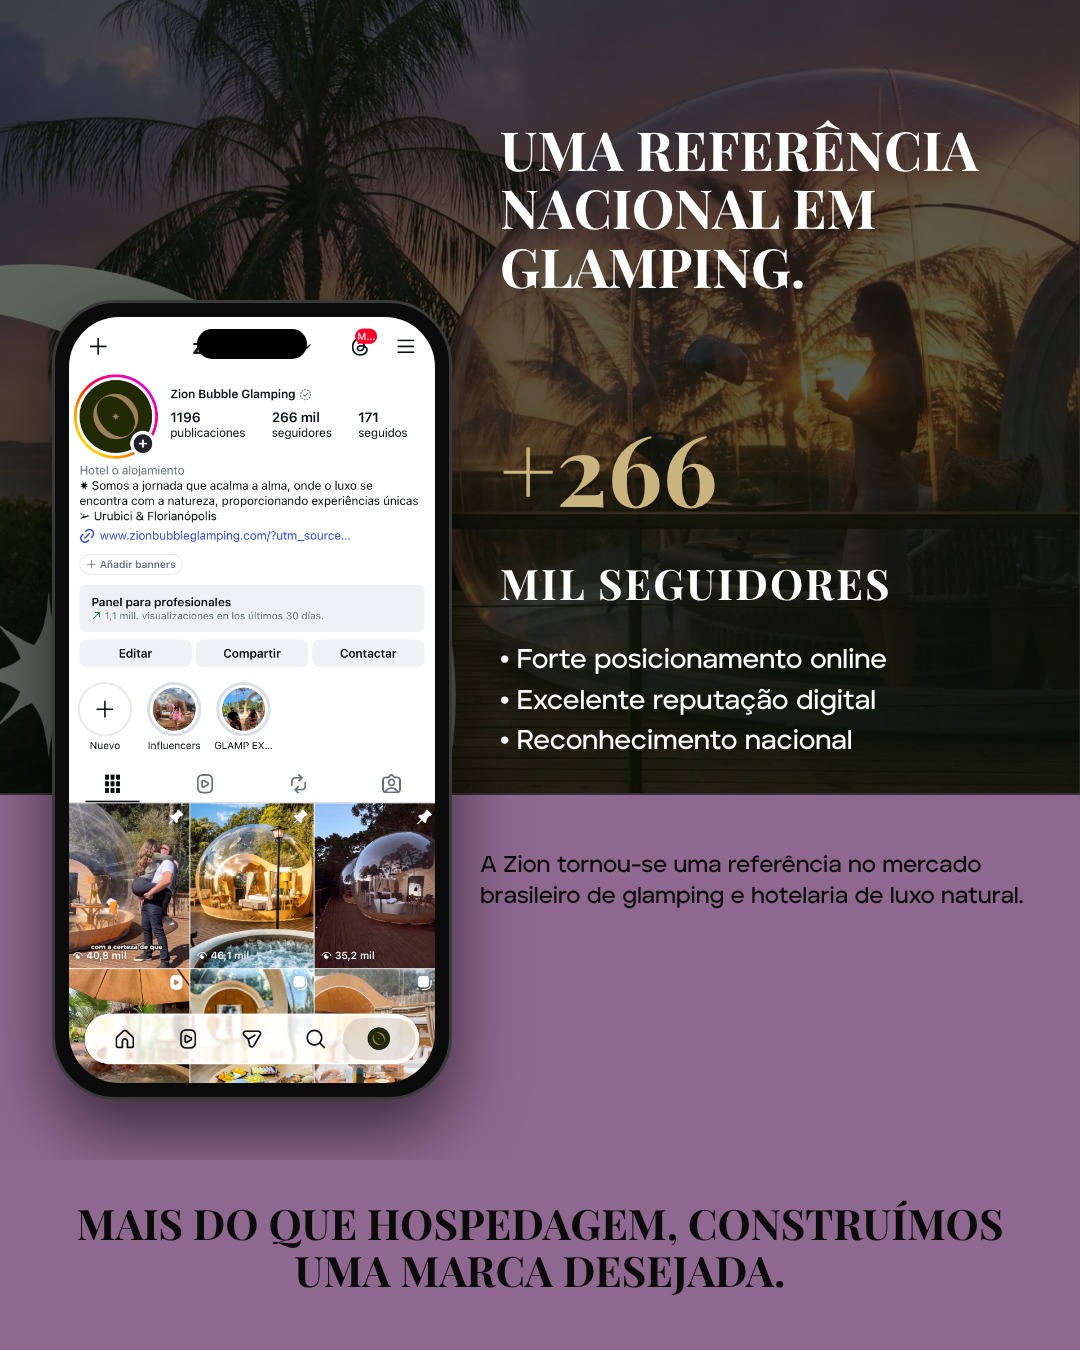 UMA REFERÊNCIA
NACIONAL EM
GLAMPING.
+266
MIL SEGUIDORES
• Forte posicionamento online
• Excelente reputação digital
• Reconhecimento nacional
M...
Zion Bubble Glamping
1196 266 mil 171
publicaciones seguidores seguidos
Hotel o alojamiento
✷ Somos a jornada que acalma a alma, onde o luxo se
encontra com a natureza, proporcionando experiências únicas
➢ Urubici & Florianópolis
www.zionbubbleglamping.com/?utm_source...
+ Añadir banners
Panel para profesionales
↗ 1,1 mill. visualizaciones en los últimos 30 días.
Editar Compartir Contactar
Nuevo Influencers GLAMP EX...
com a certeza de que
40,8 mil 46,1 mil 35,2 mil
A Zion tornou-se uma referência no mercado
brasileiro de glamping e hotelaria de luxo natural.
MAIS DO QUE HOSPEDAGEM, CONSTRUÍMOS
UMA MARCA DESEJADA.